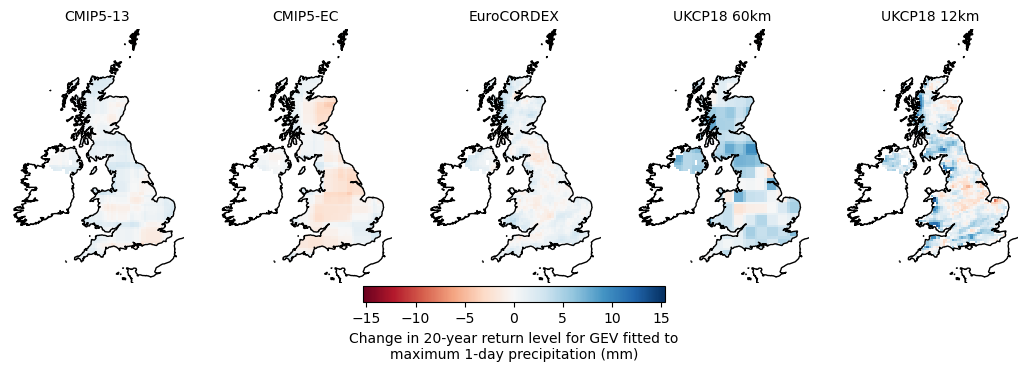 CMIP5-13 CMIP5-EC EuroCORDEX UKCP18 60km UKCP18 12km
−15 −10 −5 0 5 10 15
Change in 20-year return level for GEV fitted to
maximum 1-day precipitation (mm)